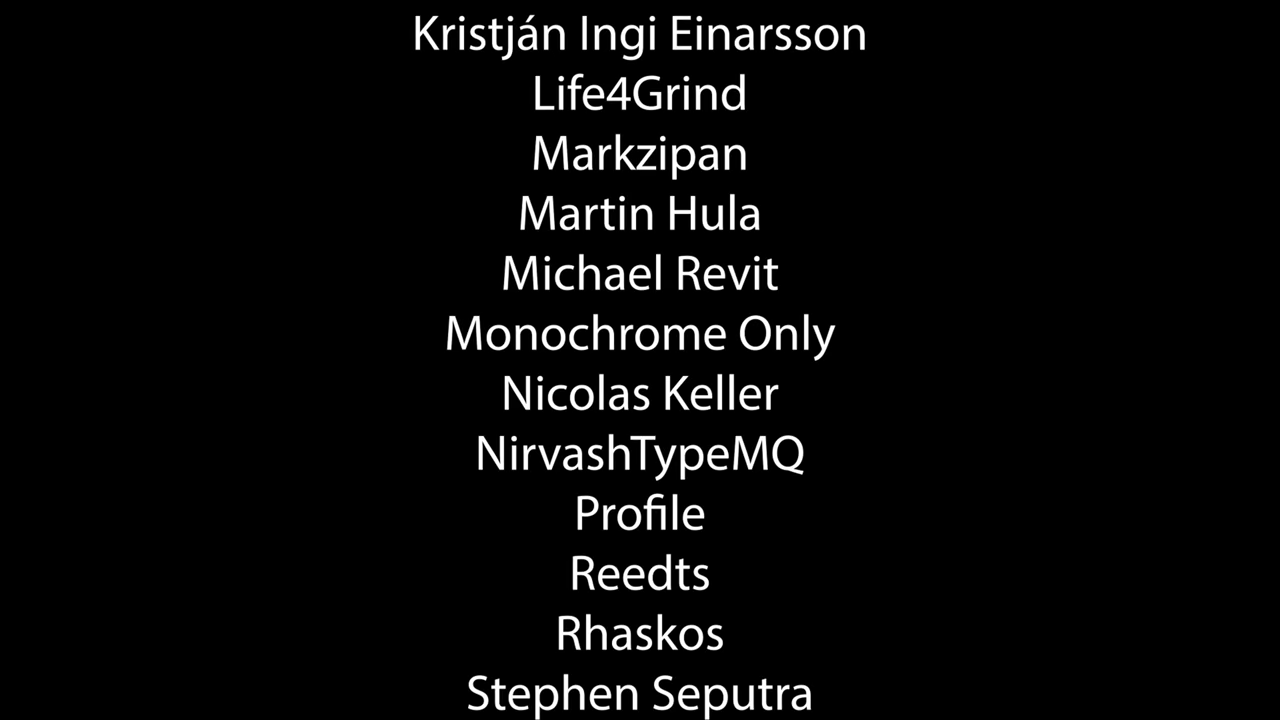 Kristján Ingi Einarsson
Life4Grind
Markzipan
Martin Hula
Michael Revit
Monochrome Only
Nicolas Keller
NirvashTypeMQ
Profile
Reedts
Rhaskos
Stephen Seputra